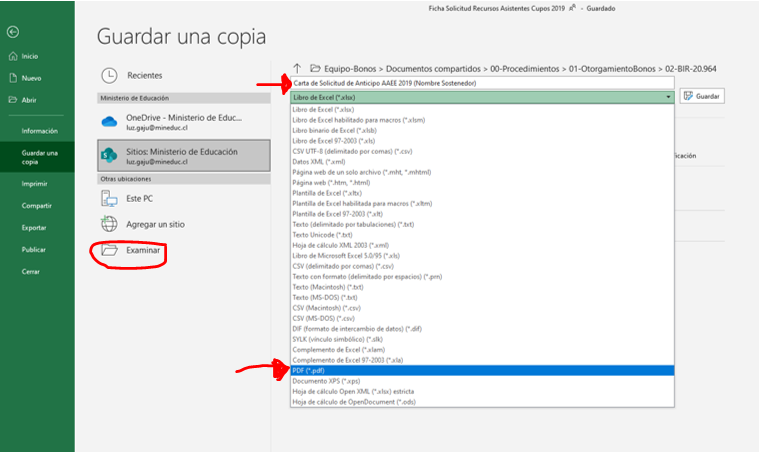 Ficha Solicitud Recursos Asistentes Cupos 2019 - Guardado
Inicio
Nuevo
Abrir
Información
Guardar una
copia
Imprimir
Compartir
Exportar
Publicar
Cerrar
Guardar una copia
Recientes
Ministerio de Educación
OneDrive - Ministerio de Educ...
luz.gaju@mineduc.cl
Sitios: Ministerio de Educación
luz.gaju@mineduc.cl
Otras ubicaciones
Este PC
Agregar un sitio
Examinar
Equipo-Bonos > Documentos compartidos > 00-Procedimientos > 01-OtorgamientoBonos > 02-BIR-20.964
Carta de Solicitud de Anticipo AAEE 2019 (Nombre Sostenedor)
Libro de Excel (*.xlsx)
Guardar
Libro de Excel (*.xlsx)
Libro de Excel habilitado para macros (*.xlsm)
Libro binario de Excel (*.xlsb)
Libro de Excel 97-2003 (*.xls)
CSV UTF-8 (delimitado por comas) (*.csv)
Datos XML (*.xml)
Página web de un solo archivo (*.mht, *.mhtml)
Página web (*.htm, *.html)
Plantilla de Excel (*.xltx)
Plantilla de Excel habilitada para macros (*.xltm)
Plantilla de Excel 97-2003 (*.xlt)
Texto (delimitado por tabulaciones) (*.txt)
Texto Unicode (*.txt)
Hoja de cálculo XML 2003 (*.xml)
Libro de Microsoft Excel 5.0/95 (*.xls)
CSV (delimitado por comas) (*.csv)
Texto con formato (delimitado por espacios) (*.prn)
Texto (Macintosh) (*.txt)
Texto (MS-DOS) (*.txt)
CSV (Macintosh) (*.csv)
CSV (MS-DOS) (*.csv)
DIF (formato de intercambio de datos) (*.dif)
SYLK (vínculo simbólico) (*.slk)
Complemento de Excel (*.xlam)
Complemento de Excel 97-2003 (*.xla)
PDF (*.pdf)
Documento XPS (*.xps)
Hoja de cálculo Open XML (*.xlsx) estricta
Hoja de cálculo de OpenDocument (*.ods)
ificación